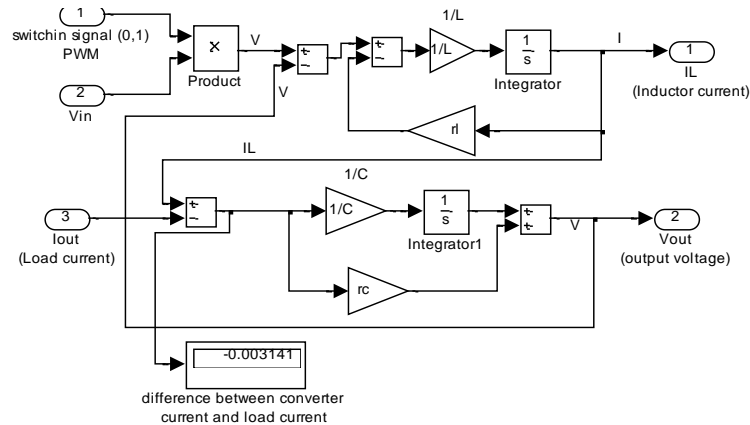 1
switchin signal (0,1)
PWM
2
Vin
×
Product
V
V
+
−
+
−
1/L
1/L
1
s
Integrator
I
1
IL
(Inductor current)
rl
IL
3
Iout
(Load current)
+
−
1/C
1/C
1
s
Integrator1
rc
+
+
V
2
Vout
(output voltage)
-0.003141
difference between converter
current and load current